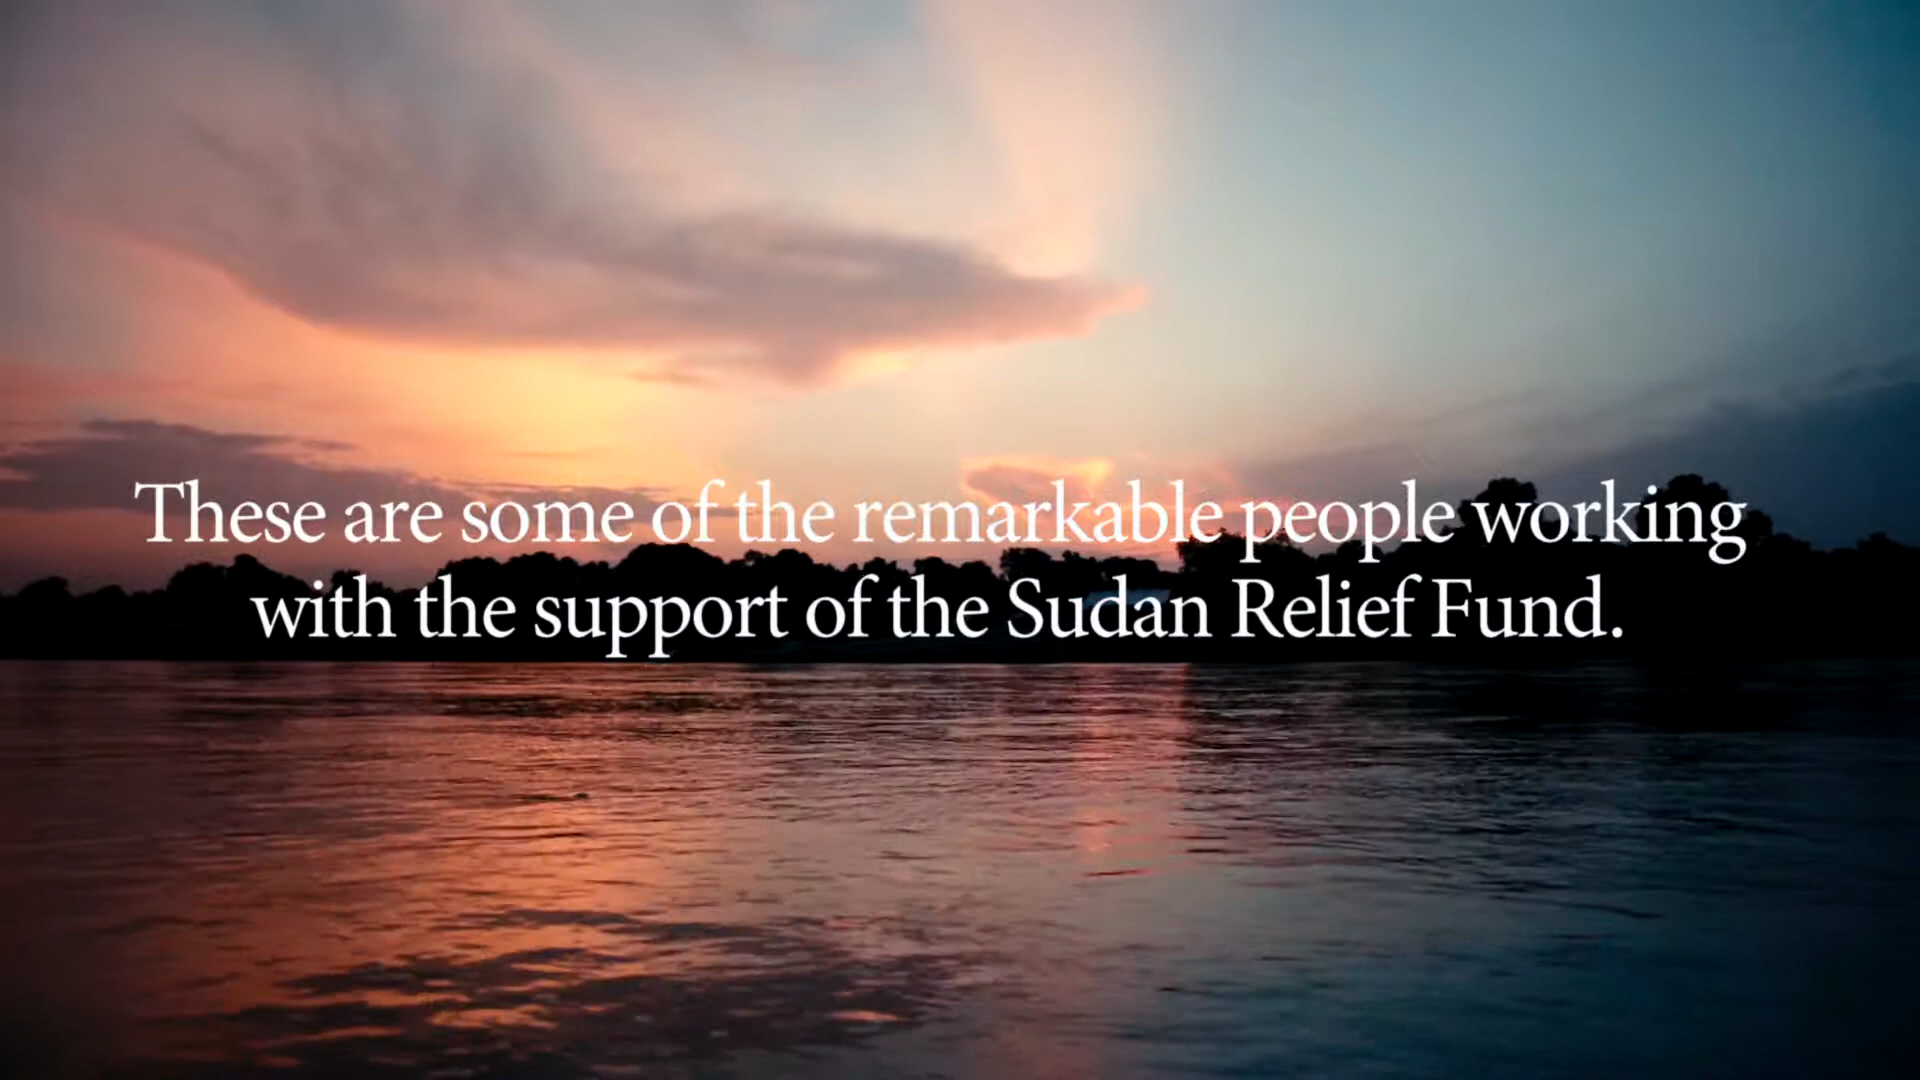 These are some of the remarkable people working
with the support of the Sudan Relief Fund.